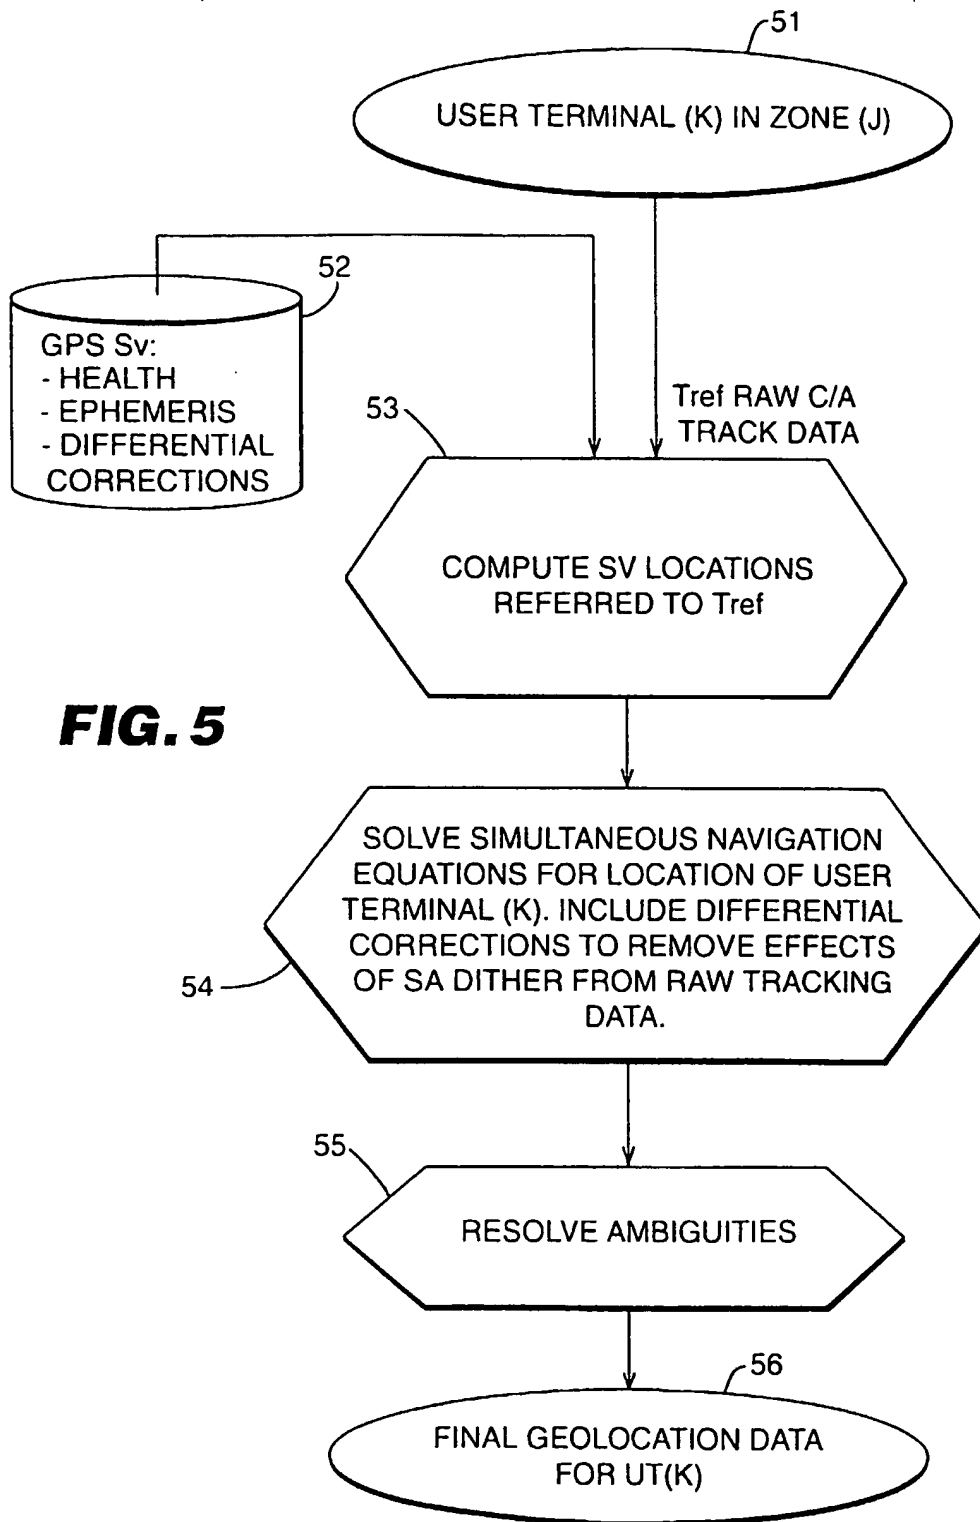 51
USER TERMINAL (K) IN ZONE (J)
52
GPS Sv:
- HEALTH
- EPHEMERIS
- DIFFERENTIAL
CORRECTIONS
53
Tref RAW C/A
TRACK DATA
COMPUTE SV LOCATIONS
REFERRED TO Tref
FIG. 5
SOLVE SIMULTANEOUS NAVIGATION
EQUATIONS FOR LOCATION OF USER
TERMINAL (K). INCLUDE DIFFERENTIAL
CORRECTIONS TO REMOVE EFFECTS
OF SA DITHER FROM RAW TRACKING
DATA.
54
55
RESOLVE AMBIGUITIES
56
FINAL GEOLOCATION DATA
FOR UT(K)